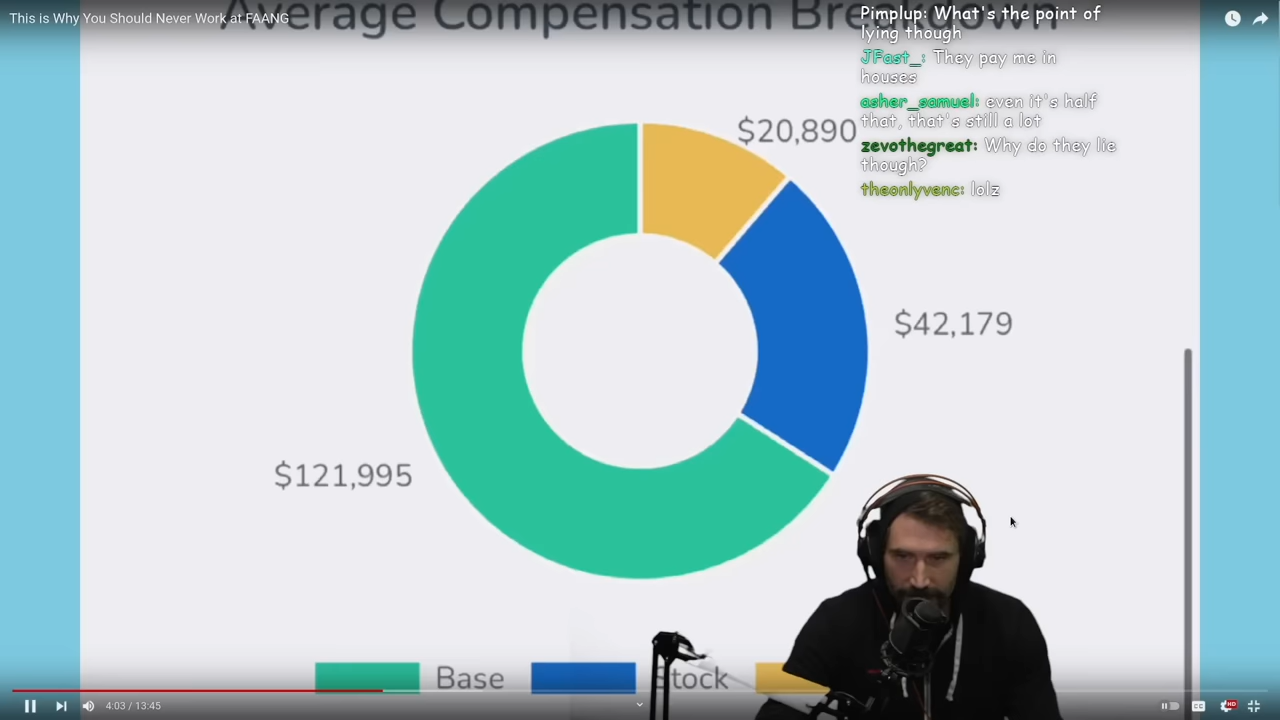 This is Why You Should Never Work at FAANG
Average Compensation Breakdown
Pimplup: What's the point of
lying though
JFast_: They pay me in
houses
asher_samuel: even it's half
that, that's still a lot
zevothegreat: Why do they lie
though?
theonlyvenc: lolz
$20,890
$42,179
$121,995
Base
Stock
4:03 / 13:45
CC
HD